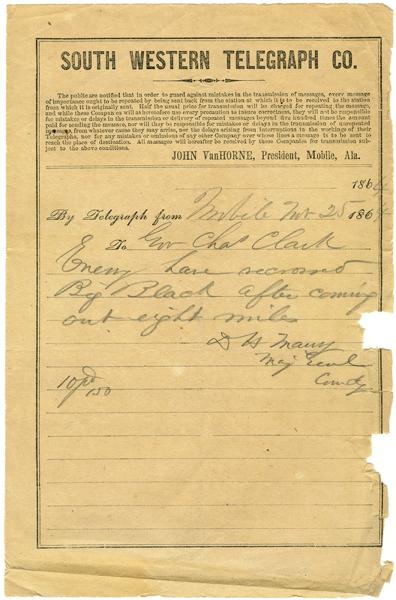 SOUTH WESTERN TELEGRAPH CO.
The public are notified that in order to guard against mistakes in the transmission of messages, every message
of importance ought to be repeated by being sent back from the station at which it is to be received to the station
from which it is originally sent. Half the usual price for transmission will be charged for repeating the message,
and while these Companies will as heretofore use every precaution to insure correctness, they will not be responsible
for mistakes or delays in the transmission or delivery of repeated messages beyond five hundred times the amount
paid for sending the message, nor will they be responsible for mistakes or delays in the transmission of unrepeated
messages, from whatever cause they may arise, nor for delays arising from interruptions in the workings of their
Telegraphs, nor for any mistakes or omissions of any other Company over whose lines a message is to be sent to
reach the place of destination. All messages will hereafter be received by these Companies for transmission sub-
ject to the above conditions.
JOHN VanHORNE, President, Mobile, Ala.
1864
By Telegraph from Mobile Nov 25 1864
To Gov Chas Clark
Enemy have recrossed
Big Black after coming
out eight miles
D H Maury
Maj Genl
Comdg
10 pd 150